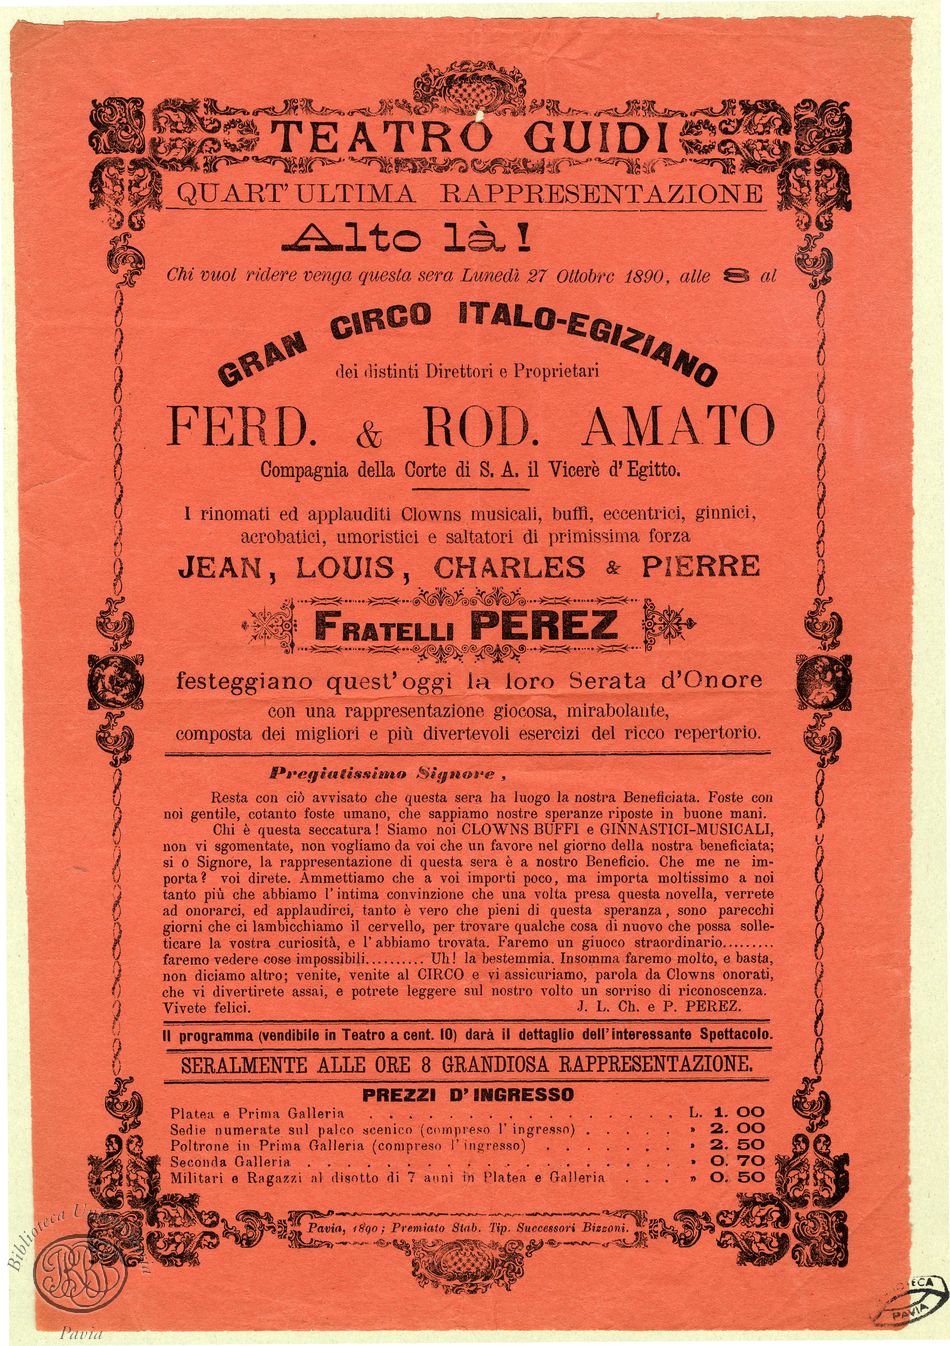 TEATRO GUIDI
QUART' ULTIMA RAPPRESENTAZIONE
Alto là!
Chi vuol ridere venga questa sera Lunedì 27 Ottobre 1890, alle 8 al
GRAN CIRCO ITALO-EGIZIANO
dei distinti Direttori e Proprietari
FERD. & ROD. AMATO
Compagnia della Corte di S. A. il Vicerè d' Egitto.
I rinomati ed applauditi Clowns musicali, buffi, eccentrici, ginnici,
acrobatici, umoristici e saltatori di primissima forza
JEAN, LOUIS, CHARLES & PIERRE
FRATELLI PEREZ
festeggiano quest' oggi la loro Serata d'Onore
con una rappresentazione giocosa, mirabolante,
composta dei migliori e più divertevoli esercizi del ricco repertorio.
Pregiatissimo Signore,
Resta con ciò avvisato che questa sera ha luogo la nostra Beneficiata. Foste con
noi gentile, cotanto foste umano, che sappiamo nostre speranze riposte in buone mani.
Chi è questa seccatura! Siamo noi CLOWNS BUFFI e GINNASTICI-MUSICALI,
non vi sgomentate, non vogliamo da voi che un favore nel giorno della nostra beneficiata;
si o Signore, la rappresentazione di questa sera è a nostro Beneficio. Che me ne im-
porta? voi direte. Ammettiamo che a voi importi poco, ma importa moltissimo a noi
tanto più che abbiamo l' intima convinzione che una volta presa questa novella, verrete
ad onorarci, ed applaudirci, tanto è vero che pieni di questa speranza, sono parecchi
giorni che ci lambicchiamo il cervello, per trovare qualche cosa di nuovo che possa solle-
ticare la vostra curiosità, e l' abbiamo trovata. Faremo un giuoco straordinario.........
faremo vedere cose impossibili.......... Uh! la bestemmia. Insomma faremo molto, e basta,
non diciamo altro; venite, venite al CIRCO e vi assicuriamo, parola da Clowns onorati,
che vi divertirete assai, e potrete leggere sul nostro volto un sorriso di riconoscenza.
Vivete felici. J. L. Ch. e P. PEREZ.
Il programma (vendibile in Teatro a cent. 10) darà il dettaglio dell' interessante Spettacolo.
SERALMENTE ALLE ORE 8 GRANDIOSA RAPPRESENTAZIONE.
PREZZI D' INGRESSO
Platea e Prima Galleria . . . . . . . . . . . . . . . . L. 1. 00
Sedie numerate sul palco scenico (compreso l' ingresso) . . . . . » 2. 00
Poltrone in Prima Galleria (compreso l' ingresso) . . . . . . . » 2. 50
Seconda Galleria . . . . . . . . . . . . . . . . . . » 0. 70
Militari e Ragazzi al disotto di 7 anni in Platea e Galleria . . . » 0. 50
Pavia, 1890; Premiato Stab. Tip. Successori Bizzoni.
Biblioteca
Pavia
PAVIA